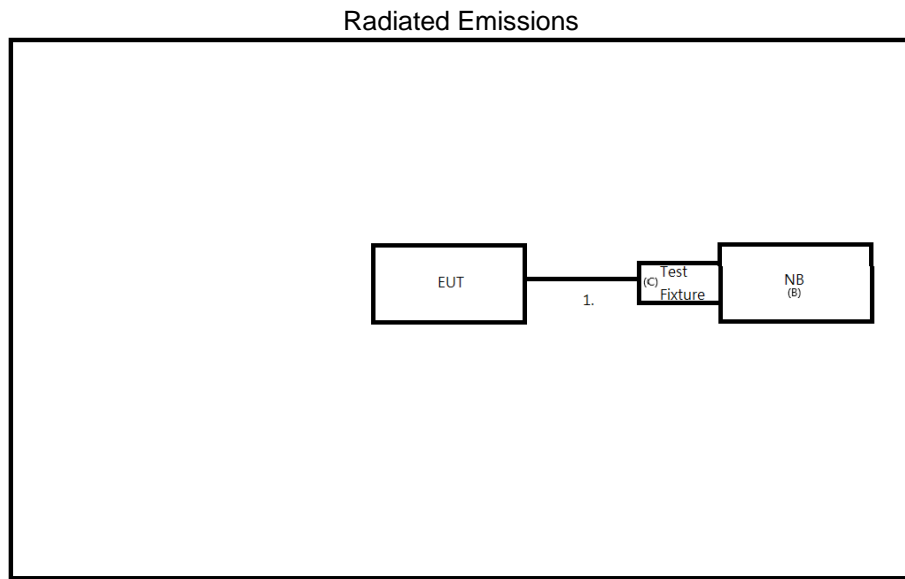 Radiated Emissions
EUT
1.
(C) Test
Fixture
NB
(B)